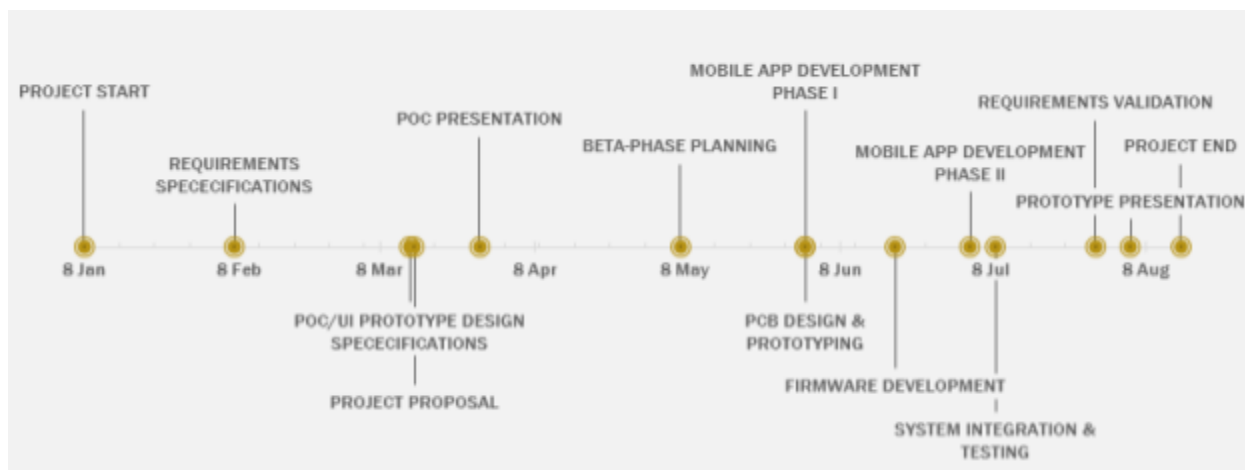 MOBILE APP DEVELOPMENT
PHASE I
PROJECT START
REQUIREMENTS VALIDATION
POC PRESENTATION
BETA-PHASE PLANNING
MOBILE APP DEVELOPMENT
PHASE II
PROJECT END
REQUIREMENTS
SPECECIFICATIONS
PROTOTYPE PRESENTATION
8 Jan 8 Feb 8 Mar 8 Apr 8 May 8 Jun 8 Jul 8 Aug
POC/UI PROTOTYPE DESIGN
SPECECIFICATIONS
PCB DESIGN &
PROTOTYPING
FIRMWARE DEVELOPMENT
PROJECT PROPOSAL
SYSTEM INTEGRATION &
TESTING